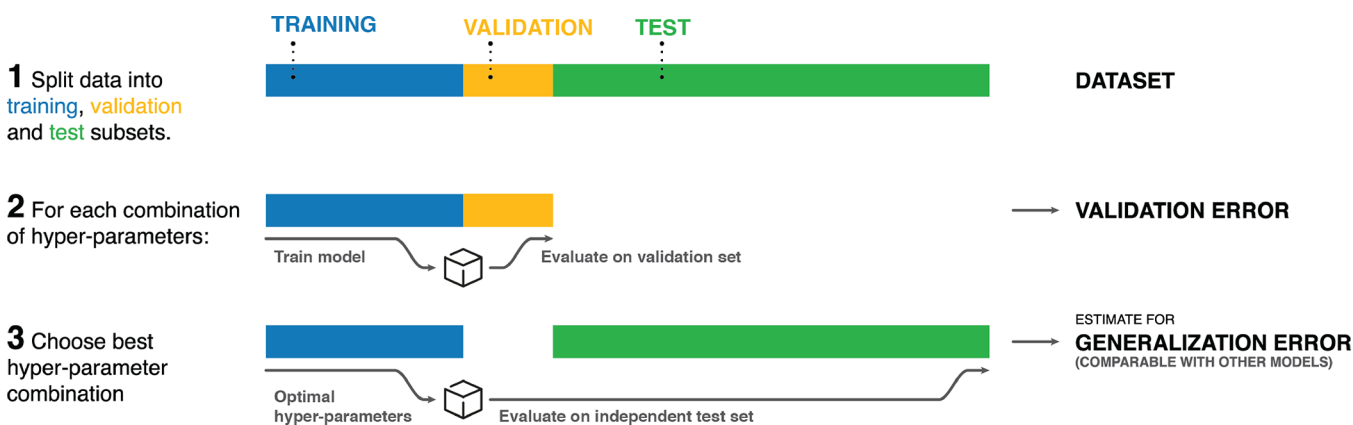 TRAINING
VALIDATION
TEST
1 Split data into
training, validation
and test subsets.
DATASET
2 For each combination
of hyper-parameters:
VALIDATION ERROR
Train model
Evaluate on validation set
3 Choose best
hyper-parameter
combination
ESTIMATE FOR
GENERALIZATION ERROR
(COMPARABLE WITH OTHER MODELS)
Optimal
hyper-parameters
Evaluate on independent test set